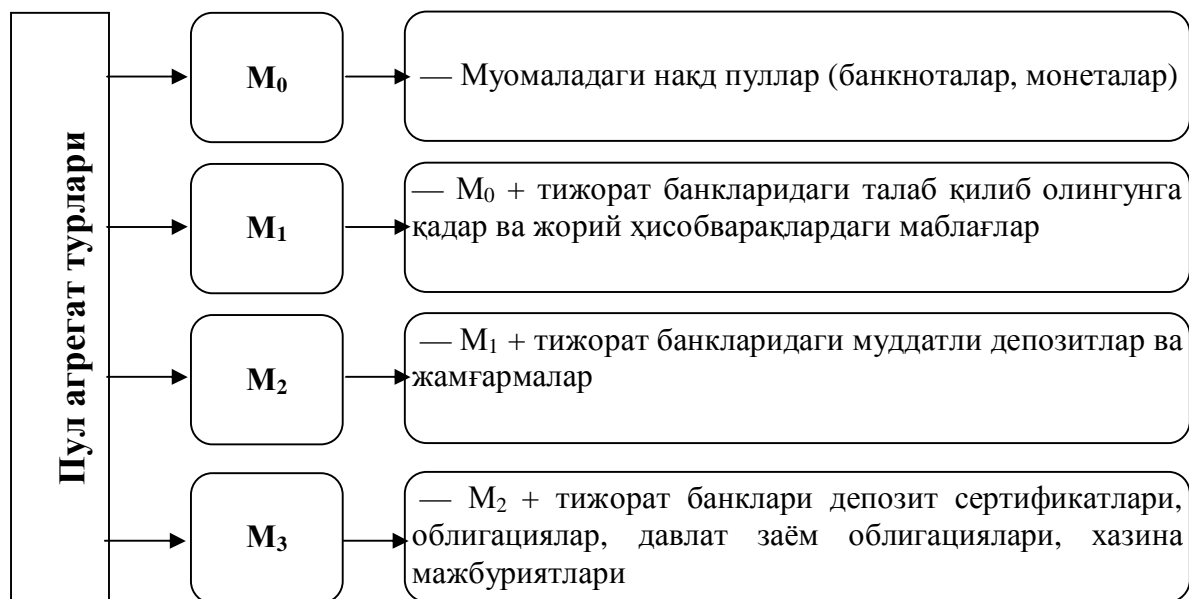 Пул агрегат турлари
M₀
— Муомаладаги нақд пуллар (банкноталар, монеталар)
M₁
— M₀ + тижорат банкларидаги талаб қилиб олингунга
қадар ва жорий ҳисобварақлардаги маблағлар
M₂
— M₁ + тижорат банкларидаги муддатли депозитлар ва
жамғармалар
M₃
— M₂ + тижорат банклари депозит сертификатлари,
облигациялар, давлат заём облигациялари, хазина
мажбуриятлари